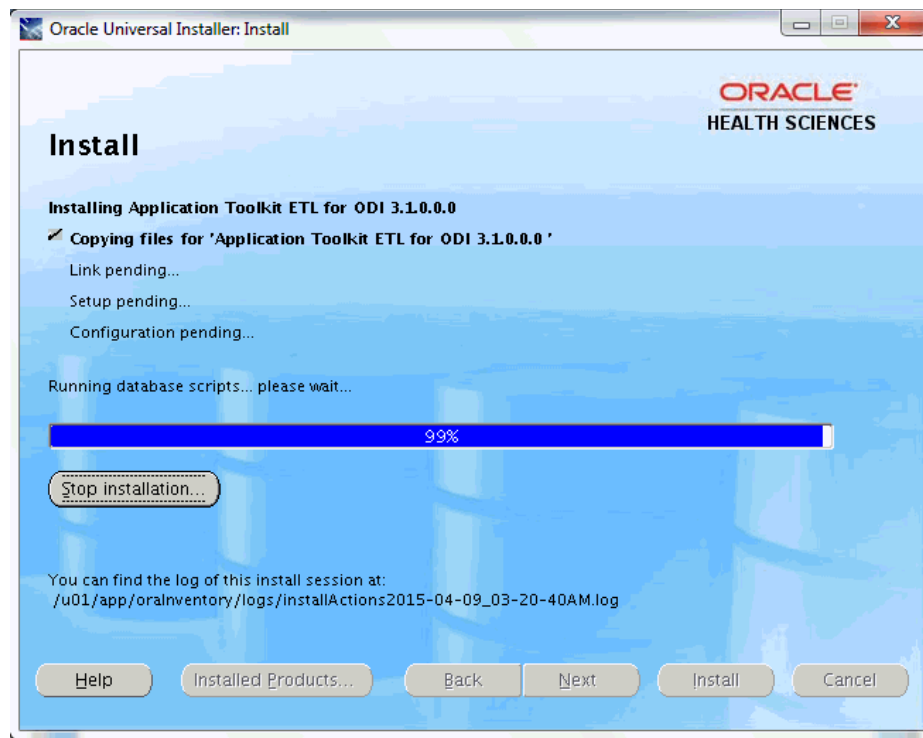 Oracle Universal Installer: Install
ORACLE
HEALTH SCIENCES
Install
Installing Application Toolkit ETL for ODI 3.1.0.0.0
Copying files for 'Application Toolkit ETL for ODI 3.1.0.0.0 '
Link pending...
Setup pending...
Configuration pending...
Running database scripts... please wait...
99%
Stop installation...
You can find the log of this install session at:
/u01/app/oraInventory/logs/installActions2015-04-09_03-20-40AM.log
Help Installed Products... Back Next Install Cancel